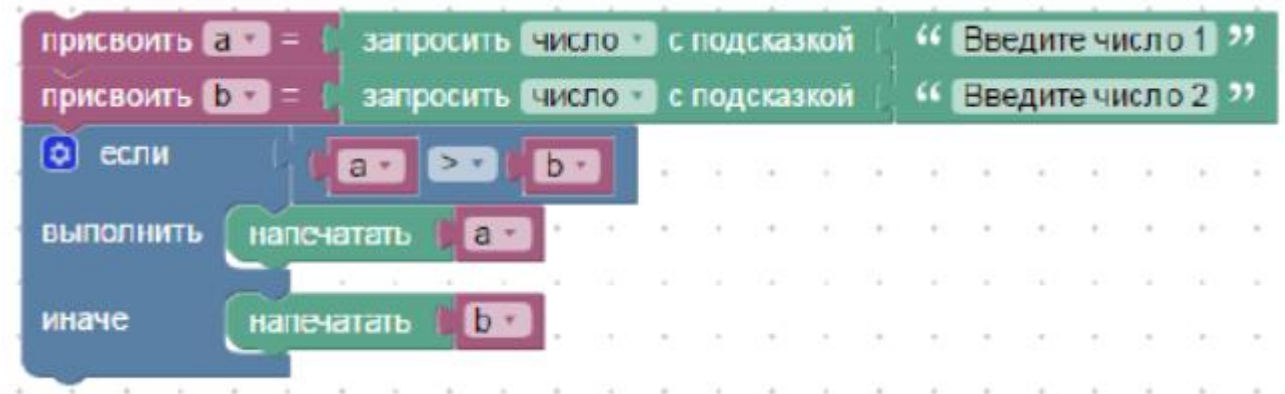 присвоить a = запросить число с подсказкой “ Введите число 1 ”
присвоить b = запросить число с подсказкой “ Введите число 2 ”
если a > b
выполнить напечатать a
иначе напечатать b